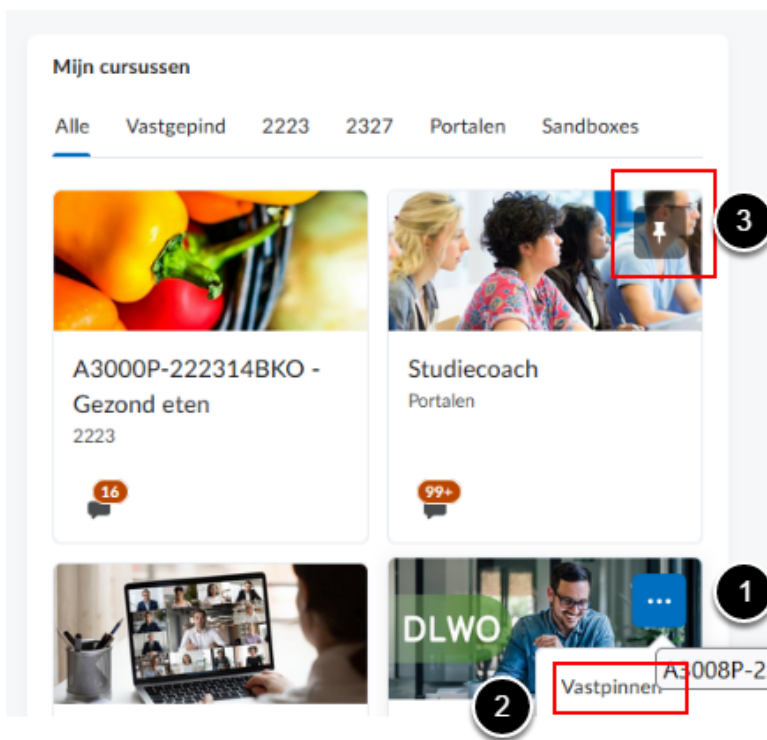 Mijn cursussen
Alle Vastgepind 2223 2327 Portalen Sandboxes
3
A3000P-222314BKO -
Gezond eten
2223
16
Studiecoach
Portalen
99+
DLWO
...
1
A3008P-2
Vastpinnen
2